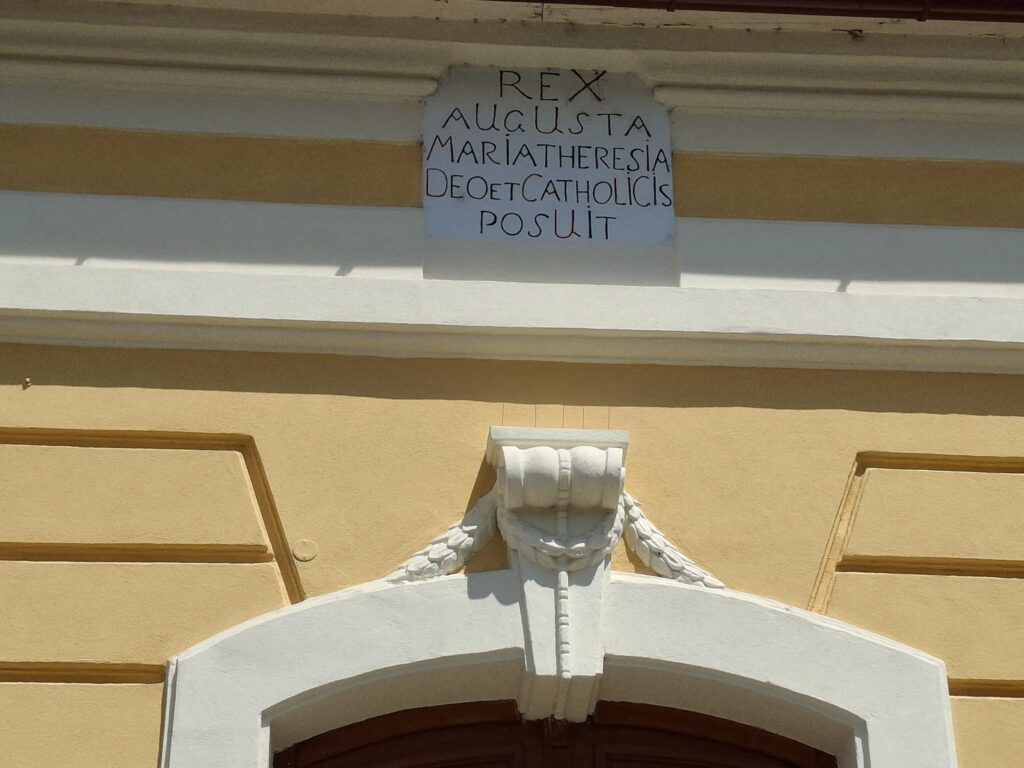 REX
AUGUSTA
MARIATHERESIA
DEOETCATHOLICIS
POSUIT